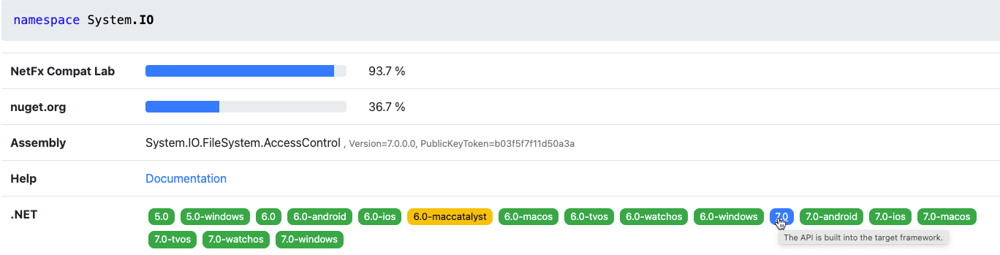 namespace System.IO
NetFx Compat Lab 93.7 %
nuget.org 36.7 %
Assembly System.IO.FileSystem.AccessControl , Version=7.0.0.0, PublicKeyToken=b03f5f7f11d50a3a
Help Documentation
.NET 5.0 5.0-windows 6.0 6.0-android 6.0-ios 6.0-maccatalyst 6.0-macos 6.0-tvos 6.0-watchos 6.0-windows 7.0 7.0-android 7.0-ios 7.0-macos
7.0-tvos 7.0-watchos 7.0-windows
The API is built into the target framework.